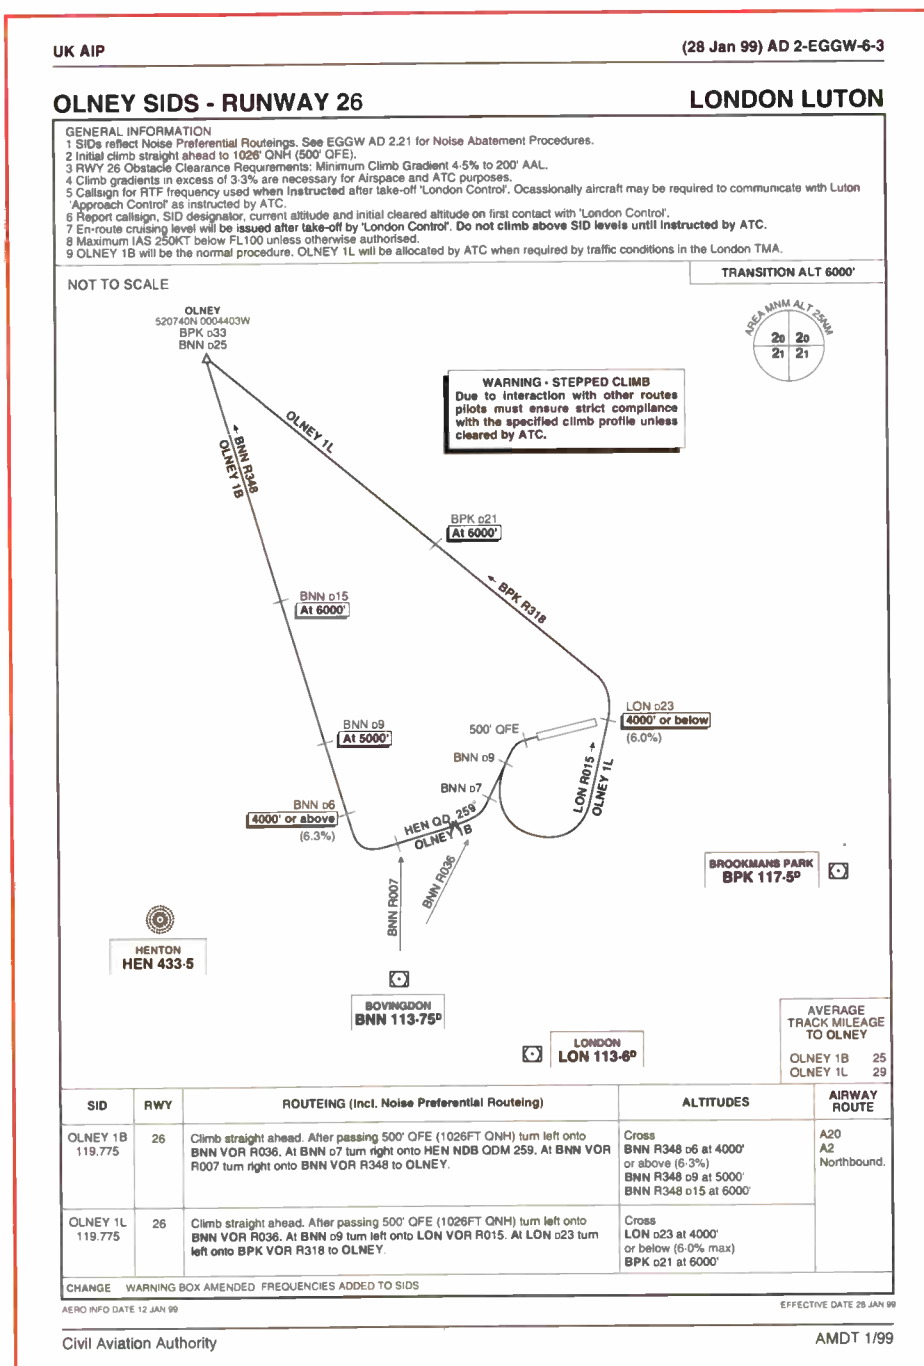 UK AIP
(28 Jan 99) AD 2-EGGW-6-3
OLNEY SIDS - RUNWAY 26
LONDON LUTON
GENERAL INFORMATION
1 SIDs reflect Noise Preferential Routeings. See EGGW AD 2.21 for Noise Abatement Procedures.
2 Initial climb straight ahead to 1026' QNH (500' QFE).
3 RWY 26 Obstacle Clearance Requirements: Minimum Climb Gradient 4·5% to 200' AAL.
4 Climb gradients in excess of 3·3% are necessary for Airspace and ATC purposes.
5 Callsign for RTF frequency used when Instructed after take-off 'London Control'. Ocassionally aircraft may be required to communicate with Luton
'Approach Control' as instructed by ATC.
6 Report callsign, SID designator, current altitude and initial cleared altitude on first contact with 'London Control'.
7 En-route cruising level will be issued after take-off by 'London Control'. Do not climb above SID levels until Instructed by ATC.
8 Maximum IAS 250KT below FL100 unless otherwise authorised.
9 OLNEY 1B will be the normal procedure. OLNEY 1L will be allocated by ATC when required by traffic conditions in the London TMA.
TRANSITION ALT 6000'
NOT TO SCALE
AREA MNM ALT 25NM
20 20
21 21
OLNEY
520740N 0004403W
BPK D33
BNN D25
WARNING - STEPPED CLIMB
Due to interaction with other routes
pilots must ensure strict compliance
with the specified climb profile unless
cleared by ATC.
OLNEY 1L
BNN R348
OLNEY 1B
BPK D21
At 6000'
BPK R318
BNN D15
At 6000'
LON D23
4000' or below
(6.0%)
BNN D9
At 5000'
500' QFE
BNN D9
LON R015
OLNEY 1L
BNN D7
BNN D6
4000' or above
(6.3%)
HEN QD 259°
OLNEY 1B
BNN R007
BNN R036
BROOKMANS PARK
BPK 117·5D
HENTON
HEN 433·5
BOVINGDON
BNN 113·75D
LONDON
LON 113·6D
AVERAGE
TRACK MILEAGE
TO OLNEY
OLNEY 1B 25
OLNEY 1L 29
SID RWY ROUTEING (Incl. Noise Preferential Routeing) ALTITUDES AIRWAY ROUTE
OLNEY 1B
119.775
26
Climb straight ahead. After passing 500' QFE (1026FT QNH) turn left onto
BNN VOR R036. At BNN D7 turn right onto HEN NDB QDM 259. At BNN VOR
R007 turn right onto BNN VOR R348 to OLNEY.
Cross
BNN R348 D6 at 4000'
or above (6·3%)
BNN R348 D9 at 5000'
BNN R348 D15 at 6000'
A20
A2
Northbound.
OLNEY 1L
119.775
26
Climb straight ahead. After passing 500' QFE (1026FT QNH) turn left onto
BNN VOR R036. At BNN D9 turn left onto LON VOR R015. At LON D23 turn
left onto BPK VOR R318 to OLNEY.
Cross
LON D23 at 4000'
or below (6·0% max)
BPK D21 at 6000'
CHANGE WARNING BOX AMENDED FREQUENCIES ADDED TO SIDS
AERO INFO DATE 12 JAN 99
EFFECTIVE DATE 28 JAN 99
Civil Aviation Authority
AMDT 1/99